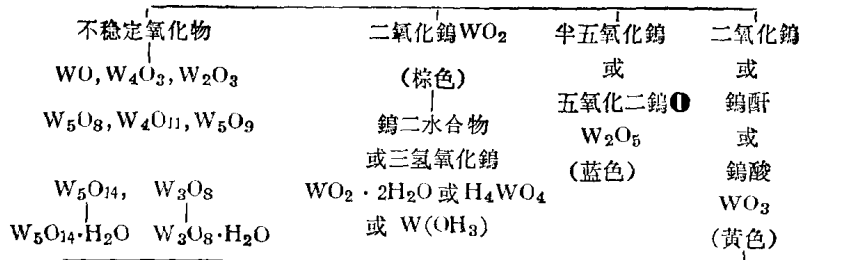 不稳定氧化物
WO, W₄O₃, W₂O₃
W₅O₈, W₄O₁₁, W₅O₉
W₅O₁₄, W₃O₈
W₅O₁₄·H₂O W₃O₈·H₂O
二氧化鎢WO₂
(棕色)
鎢二水合物
或三氢氧化鎢
WO₂·2H₂O 或 H₄WO₄
或 W(OH₃)
半五氧化鎢
或
五氧化二鎢❶
W₂O₅
(蓝色)
二氧化鎢
或
鎢酐
或
鎢酸
WO₃
(黄色)